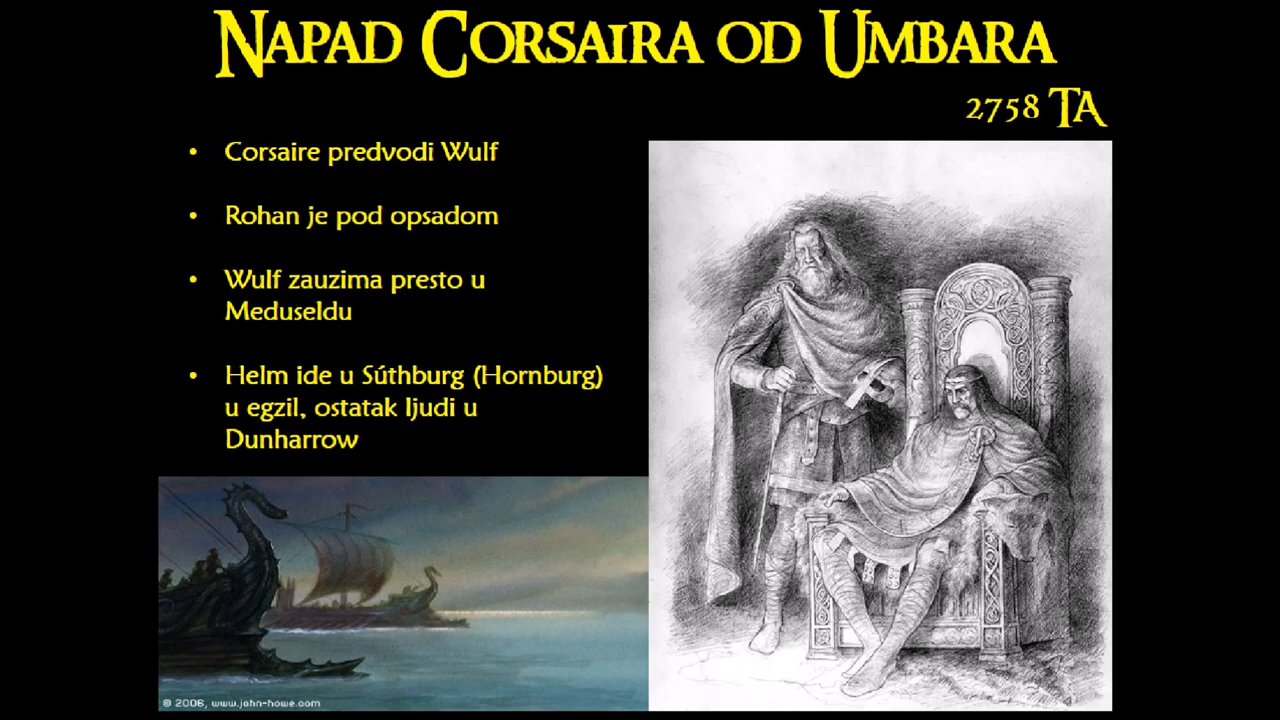 Napad Corsaira od Umbara
2758 TA
• Corsaire predvodi Wulf
• Rohan je pod opsadom
• Wulf zauzima presto u
Meduseldu
• Helm ide u Súthburg (Hornburg)
u egzil, ostatak ljudi u
Dunharrow
© 2006, www.john-howe.com